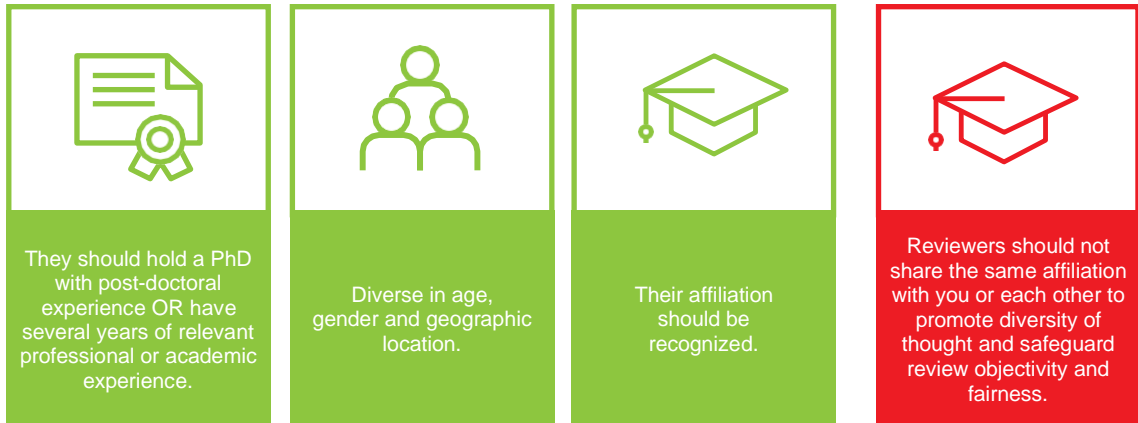 They should hold a PhD
with post-doctoral
experience OR have
several years of relevant
professional or academic
experience.
Diverse in age,
gender and geographic
location.
Their affiliation
should be
recognized.
Reviewers should not
share the same affiliation
with you or each other to
promote diversity of
thought and safeguard
review objectivity and
fairness.